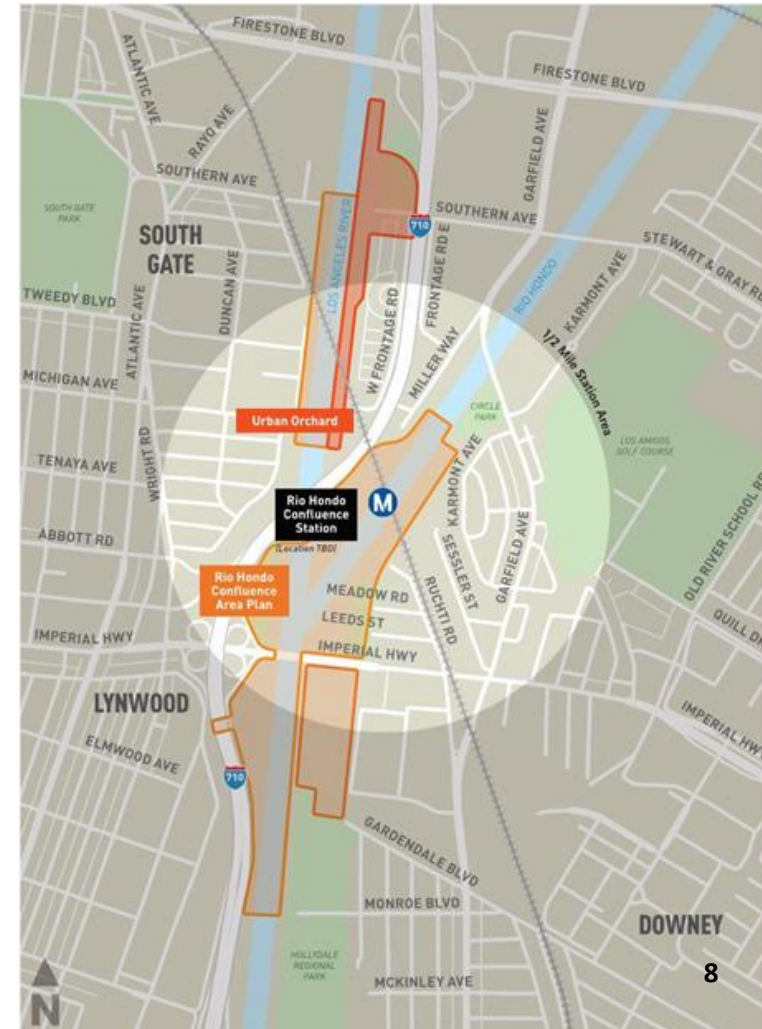 FIRESTONE BLVD
FIRESTONE BLVD
ATLANTIC AVE
RAYO AVE
GARFIELD AVE
SOUTHERN AVE
SOUTH GATE
PARK
LOS ANGELES RIVER
710
SOUTHERN AVE
SOUTH
GATE
STEWART & GRAY RD
DUNCAN AVE
FRONTAGE RD E
RIO HONDO
KARMONT AVE
TWEEDY BLVD
ATLANTIC AVE
W FRONTAGE RD
MILLER WAY
1/2 Mile Station Area
MICHIGAN AVE
CIRCLE
PARK
Urban Orchard
LOS AMIGOS
GOLF COURSE
WRIGHT RD
TENAYA AVE
KARMONT AVE
Rio Hondo
Confluence
Station
M
(Location TBD)
ABBOTT RD
SESSLER ST
GARFIELD AVE
OLD RIVER SCHOOL RD
Rio Hondo
Confluence
Area Plan
MEADOW RD
RUCHTI RD
LEEDS ST
QUILL DR
IMPERIAL HWY
IMPERIAL HWY
LYNWOOD
IMPERIAL HWY
ELMWOOD AVE
710
GARDENDALE BLVD
MONROE BLVD
DOWNEY
HOLLYDALE
REGIONAL
PARK
8
MCKINLEY AVE
N